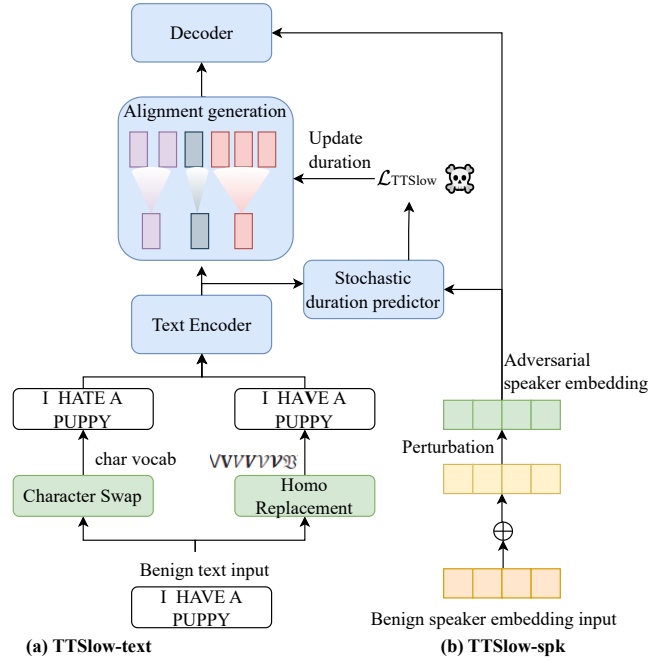 Decoder
Alignment generation
Update
duration
ℒTTSlow
Stochastic
duration predictor
Text Encoder
Adversarial
speaker embedding
I HATE A
PUPPY
I HAVE A
PUPPY
char vocab
Perturbation
Character Swap
Homo
Replacement
Benign text input
I HAVE A
PUPPY
Benign speaker embedding input
(a) TTSlow-text
(b) TTSlow-spk